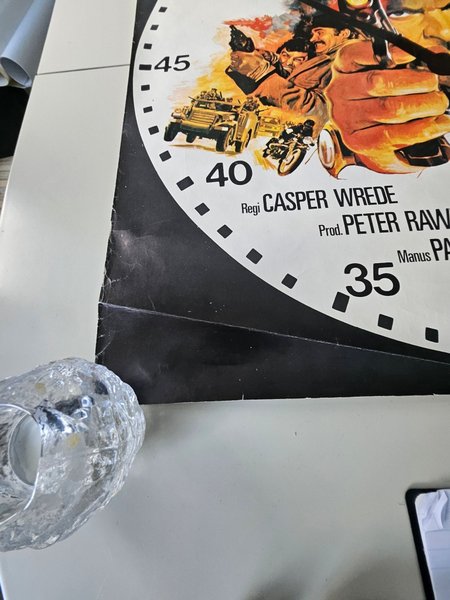 45
40
Regi CASPER WREDE
Prod. PETER RAW
Manus PA
35